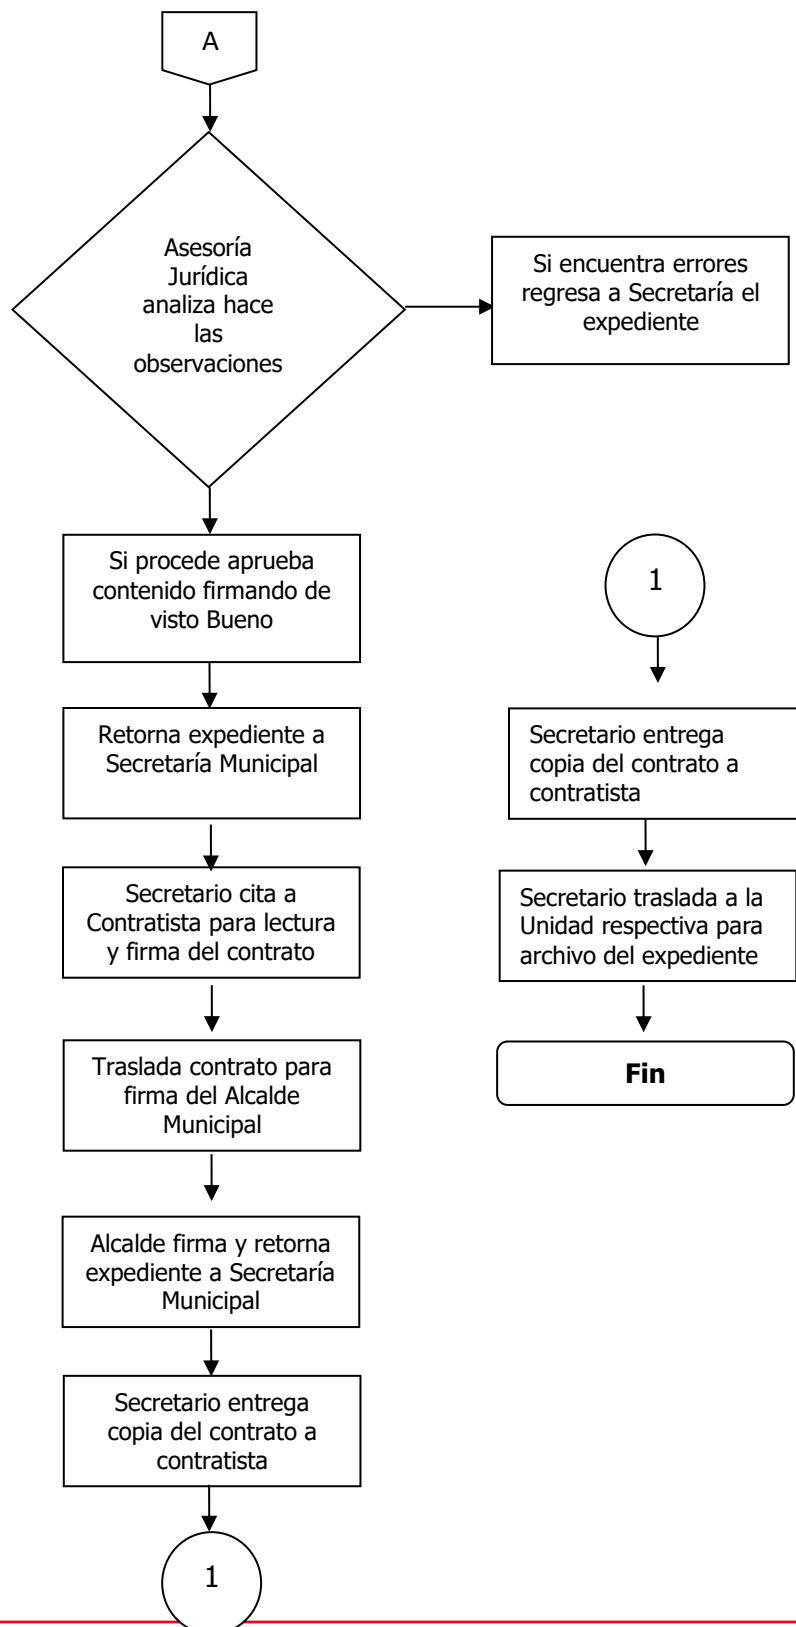 A
Asesoría
Jurídica
analiza hace
las
observaciones
Si encuentra errores
regresa a Secretaría el
expediente
Si procede aprueba
contenido firmando de
visto Bueno
Retorna expediente a
Secretaría Municipal
Secretario cita a
Contratista para lectura
y firma del contrato
Traslada contrato para
firma del Alcalde
Municipal
Alcalde firma y retorna
expediente a Secretaría
Municipal
Secretario entrega
copia del contrato a
contratista
1
1
Secretario entrega
copia del contrato a
contratista
Secretario traslada a la
Unidad respectiva para
archivo del expediente
Fin